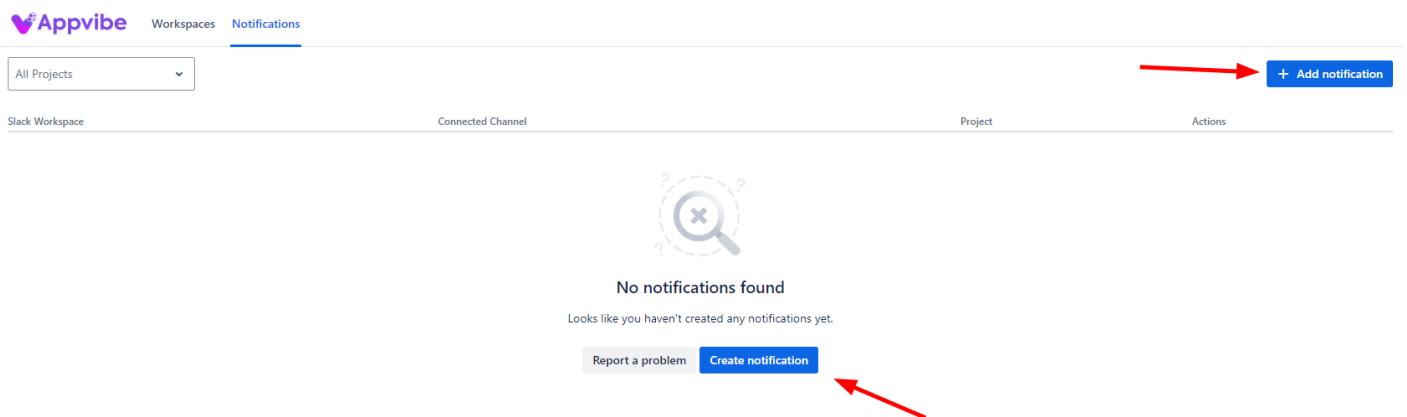 Appvibe Workspaces Notifications
All Projects
+ Add notification
Slack Workspace Connected Channel Project Actions
? ?
?
No notifications found
Looks like you haven't created any notifications yet.
Report a problem Create notification